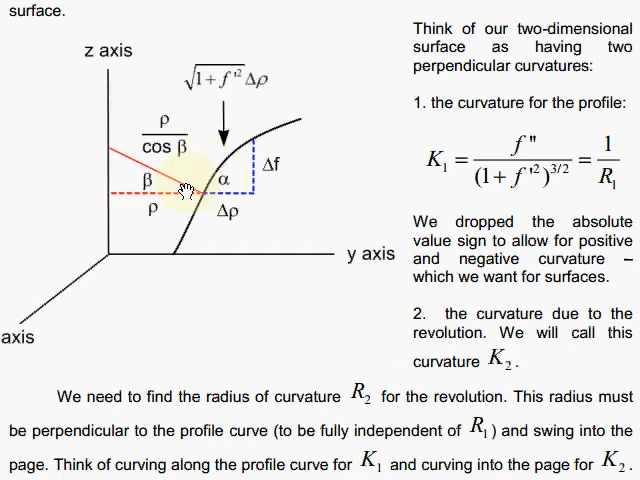 surface.
Think of our two-dimensional
surface as having two
perpendicular curvatures:
1. the curvature for the profile:
K₁ = f" / (1+ f'²)^3/2 = 1 / R₁
We dropped the absolute
value sign to allow for positive
and negative curvature –
which we want for surfaces.
2. the curvature due to the
revolution. We will call this
curvature K₂.
z axis
√1+ f'² Δρ
ρ
cos β
Δf
β
α
ρ
Δρ
y axis
axis
We need to find the radius of curvature R₂ for the revolution. This radius must
be perpendicular to the profile curve (to be fully independent of R₁) and swing into the
page. Think of curving along the profile curve for K₁ and curving into the page for K₂.